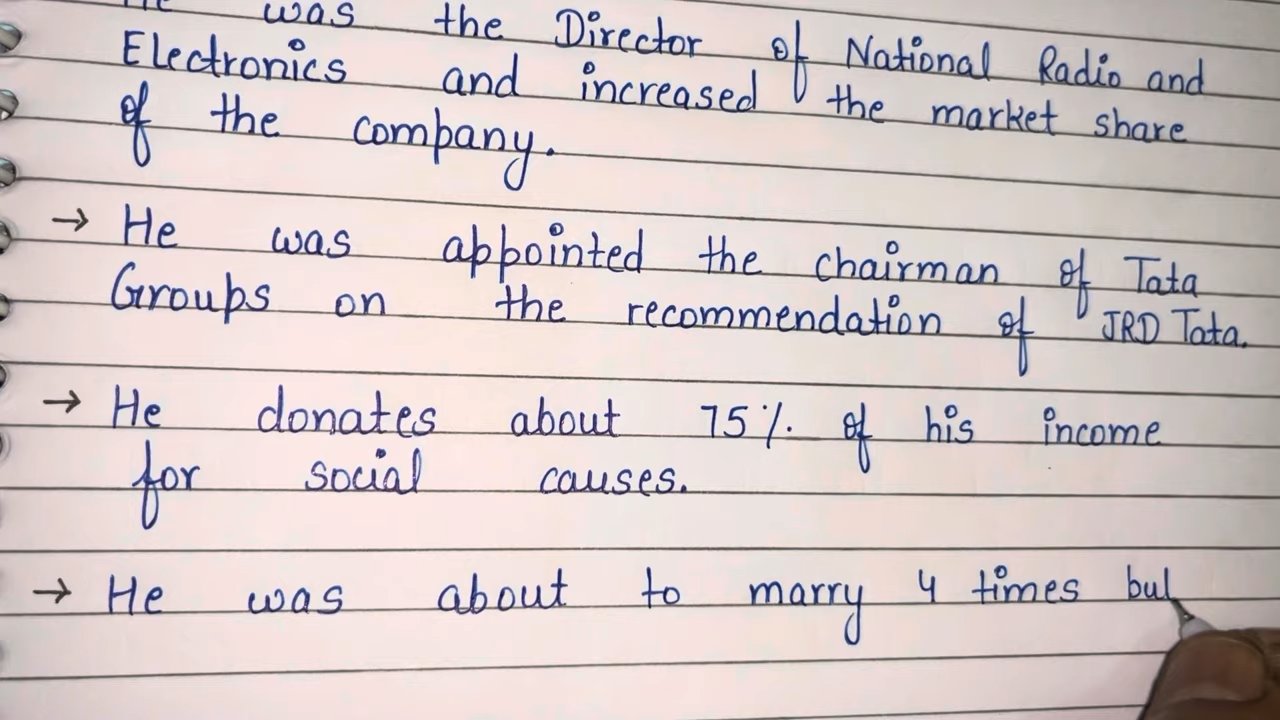 He was the Director of National Radio and
Electronics and increased the market share
of the company.
→ He was appointed the chairman of Tata
Groups on the recommendation of JRD Tata.
→ He donates about 75% of his income
for social causes.
→ He was about to marry 4 times but